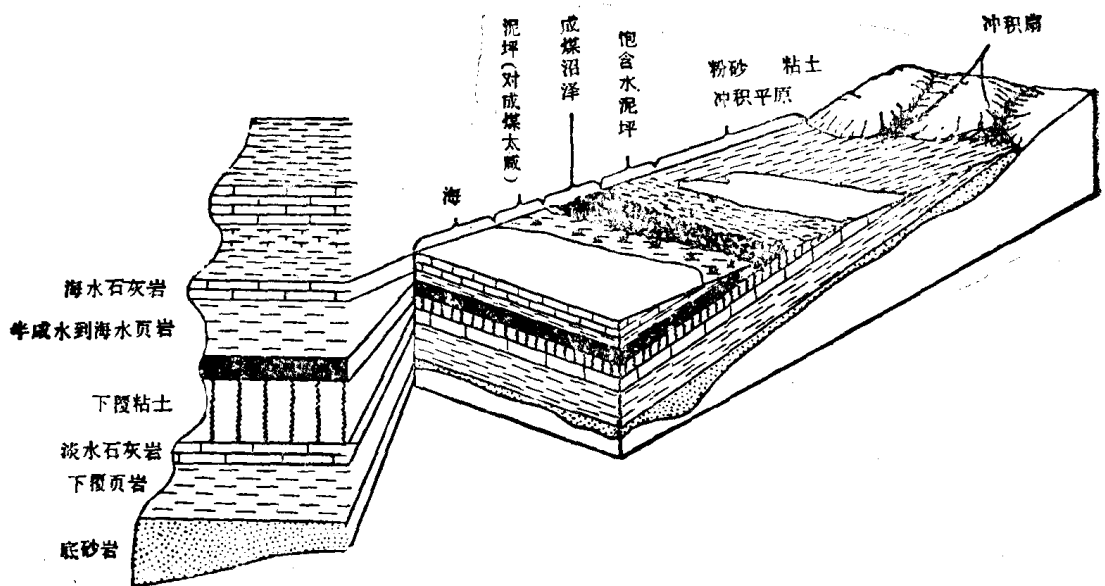 泥坪(对成煤太咸)
成煤沼泽
饱含水泥坪
粉砂 粘土
冲积平原
冲积扇
海
海水石灰岩
半咸水到海水页岩
下覆粘土
淡水石灰岩
下覆页岩
底砂岩